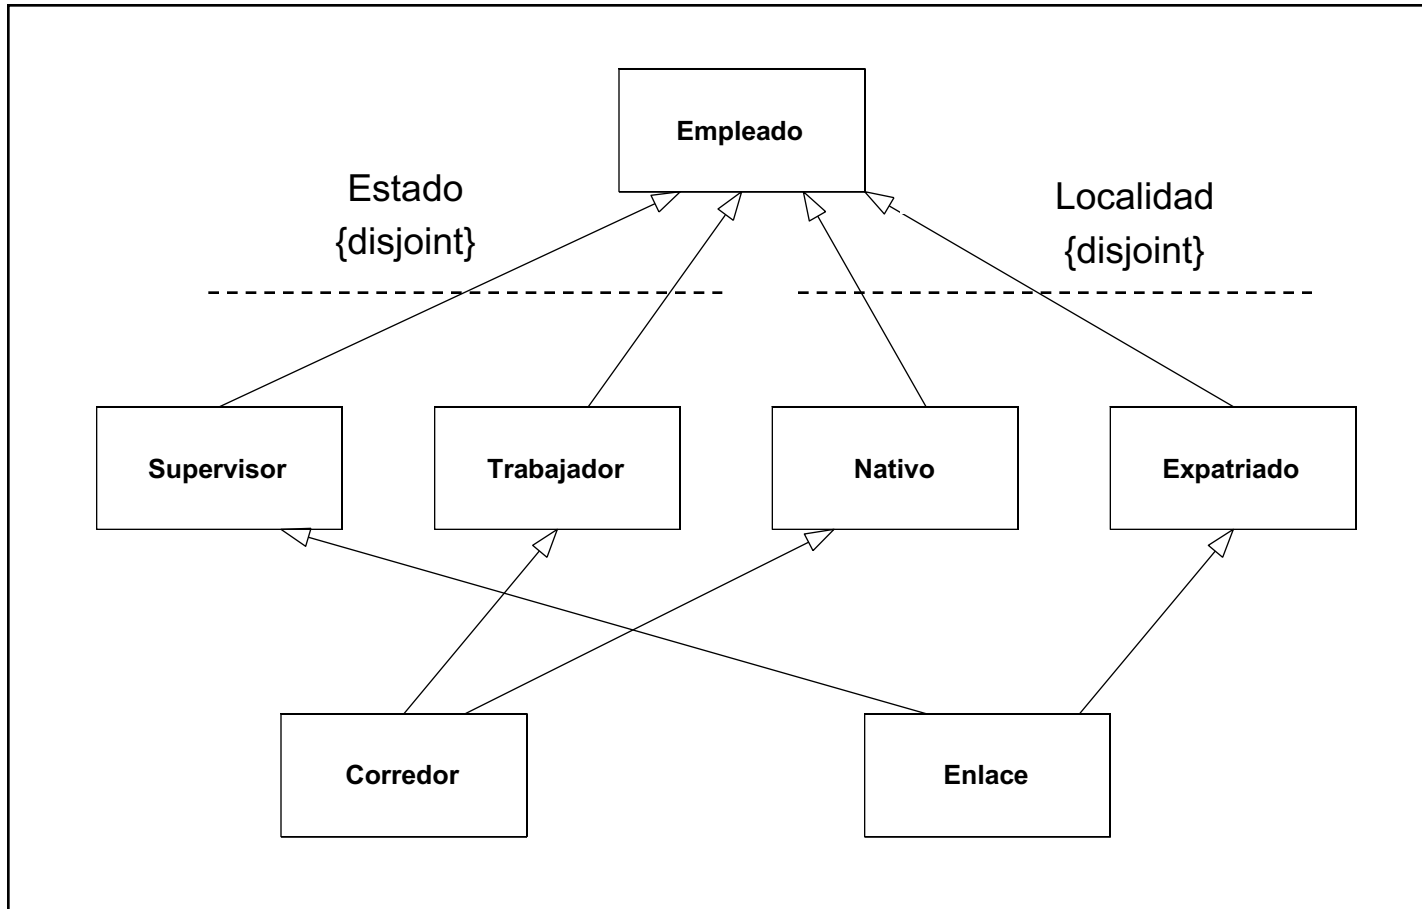 Empleado
Estado
{disjoint}
Localidad
{disjoint}
Supervisor
Trabajador
Nativo
Expatriado
Corredor
Enlace